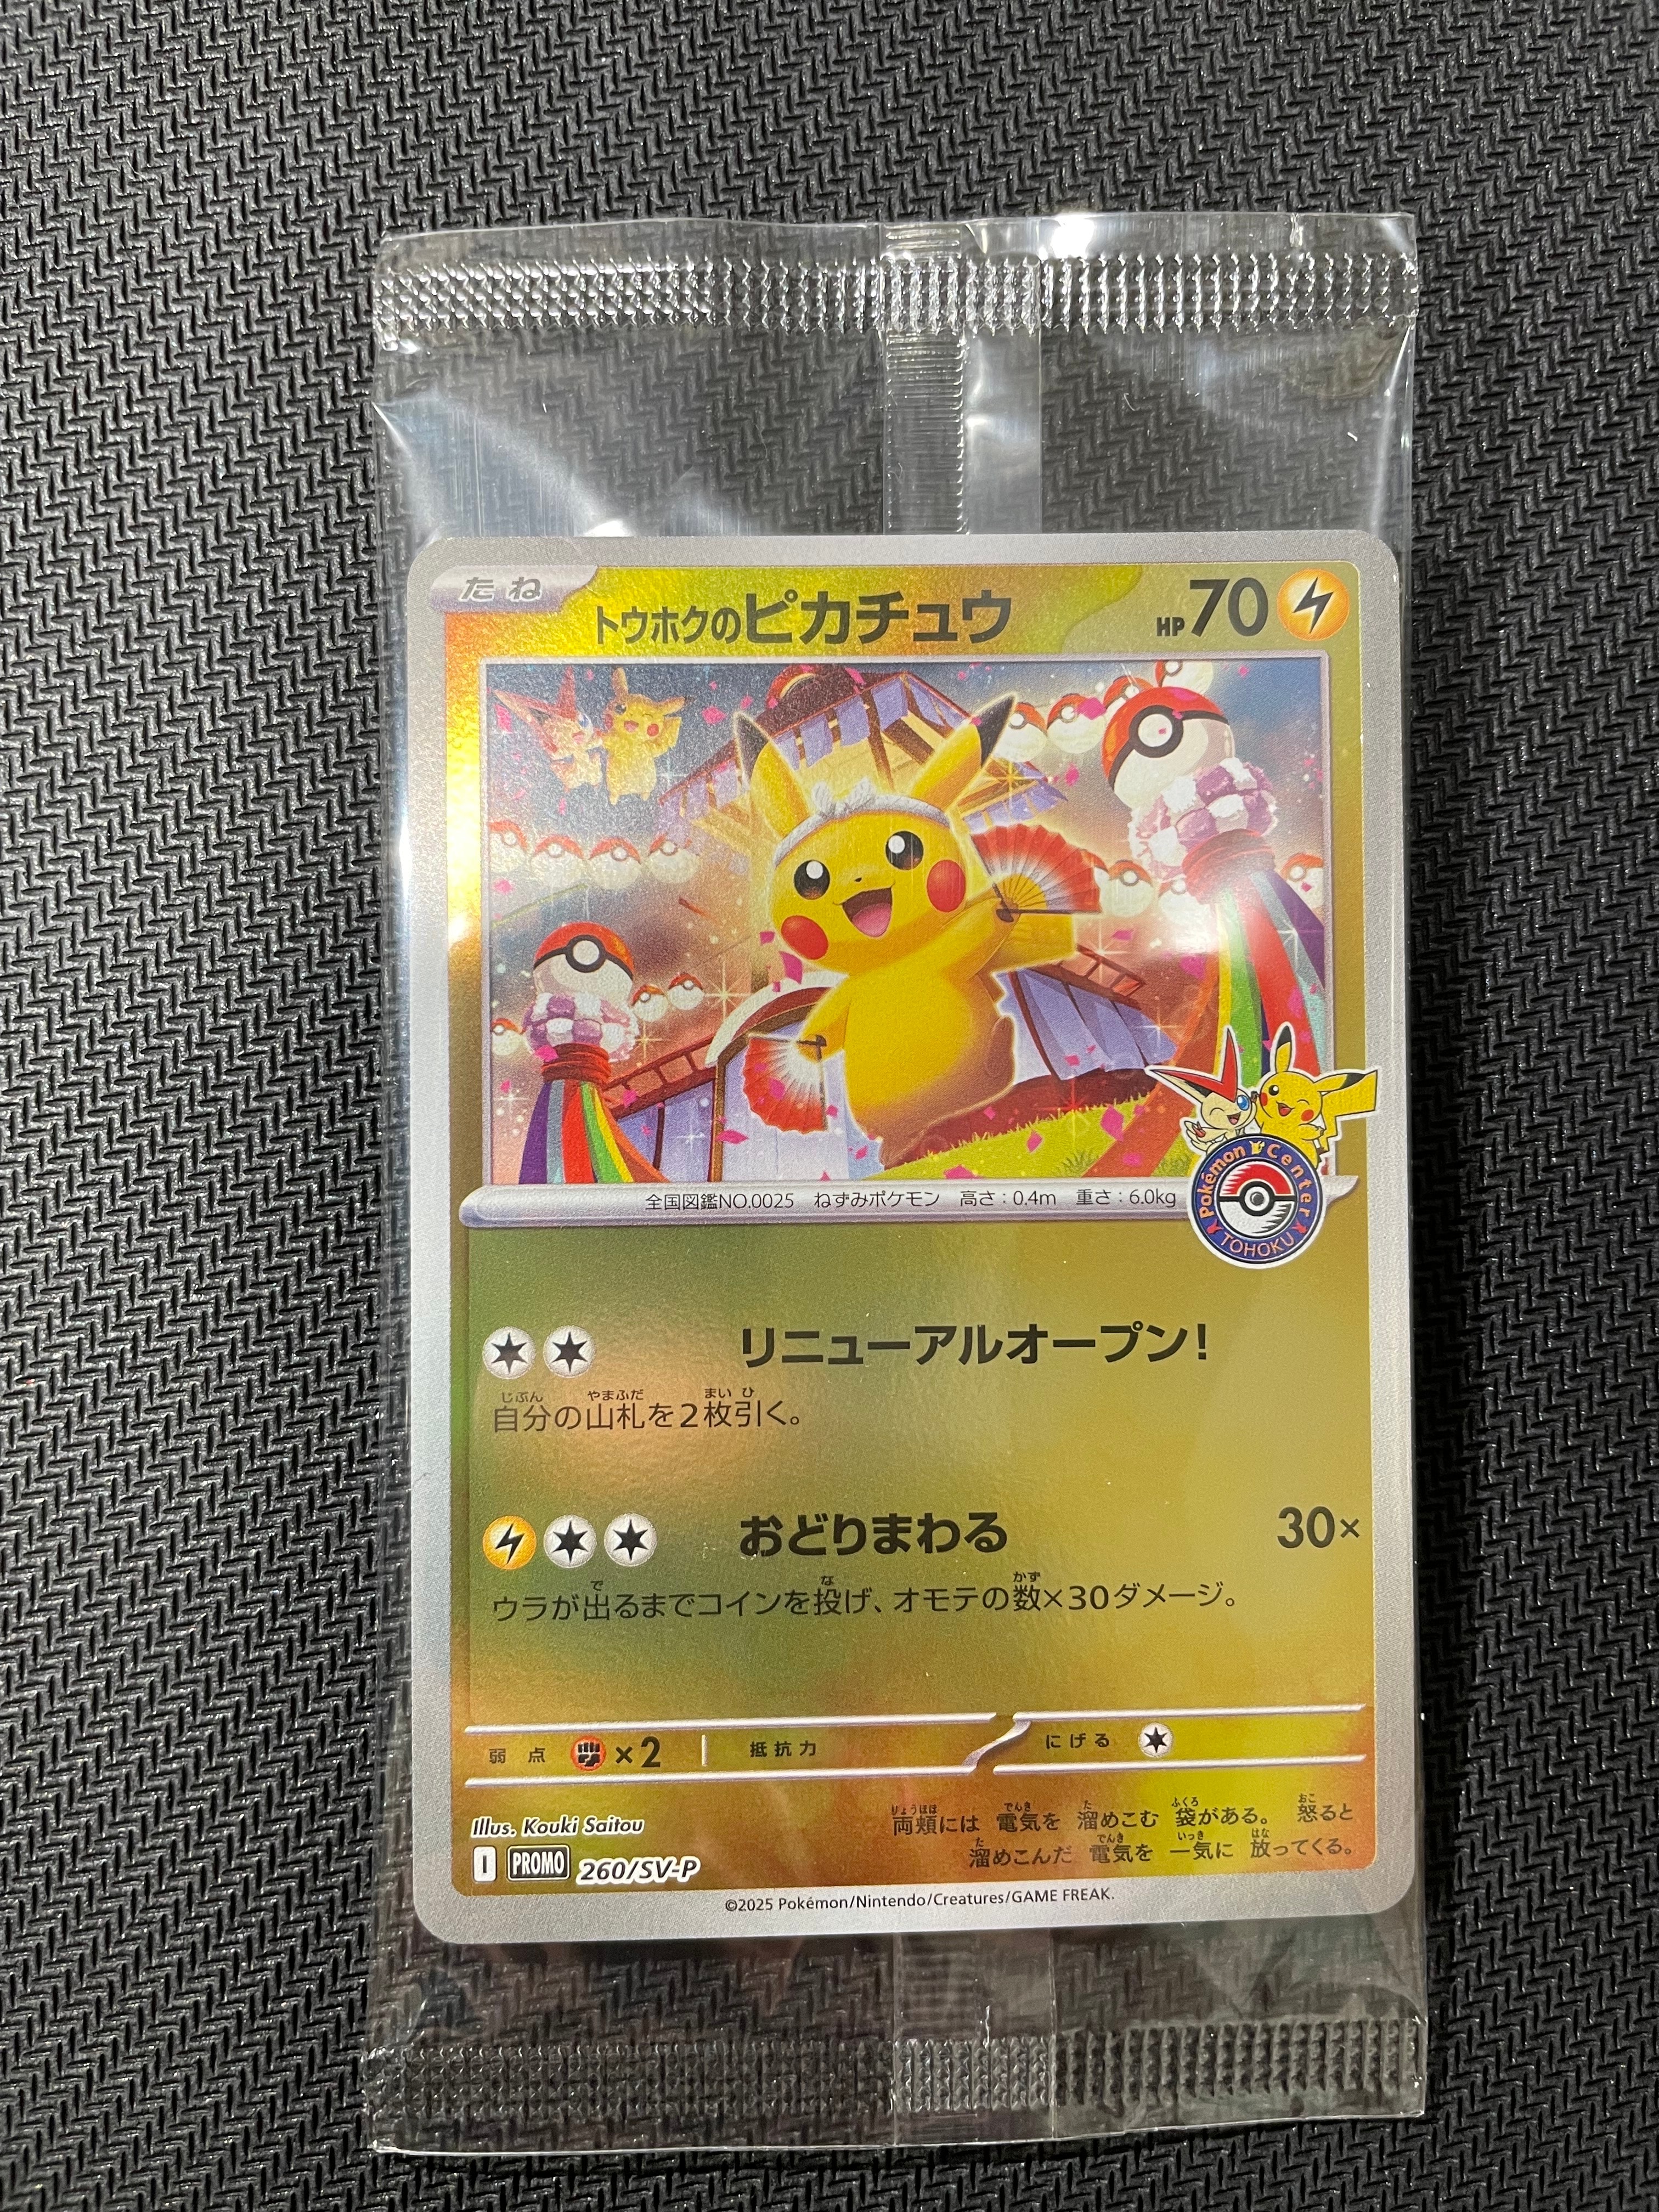 たね
トウホクのピカチュウ
HP 70
全国図鑑NO.0025 ねずみポケモン 高さ:0.4m 重さ:6.0kg
Pokémon Center
TOHOKU
リニューアルオープン!
じぶん やまふだ まい ひ
自分の山札を2枚引く。
おどりまわる 30×
で な かず
ウラが出るまでコインを投げ、オモテの数×30ダメージ。
弱点 ×2 抵抗力 にげる
Illus. Kouki Saitou
りょうほほ でんき た ふくろ おこ
両頬には 電気を 溜めこむ 袋がある。 怒ると
た でんき いっき はな
溜めこんだ 電気を 一気に 放ってくる。
I PROMO 260/SV-P
©2025 Pokémon/Nintendo/Creatures/GAME FREAK.